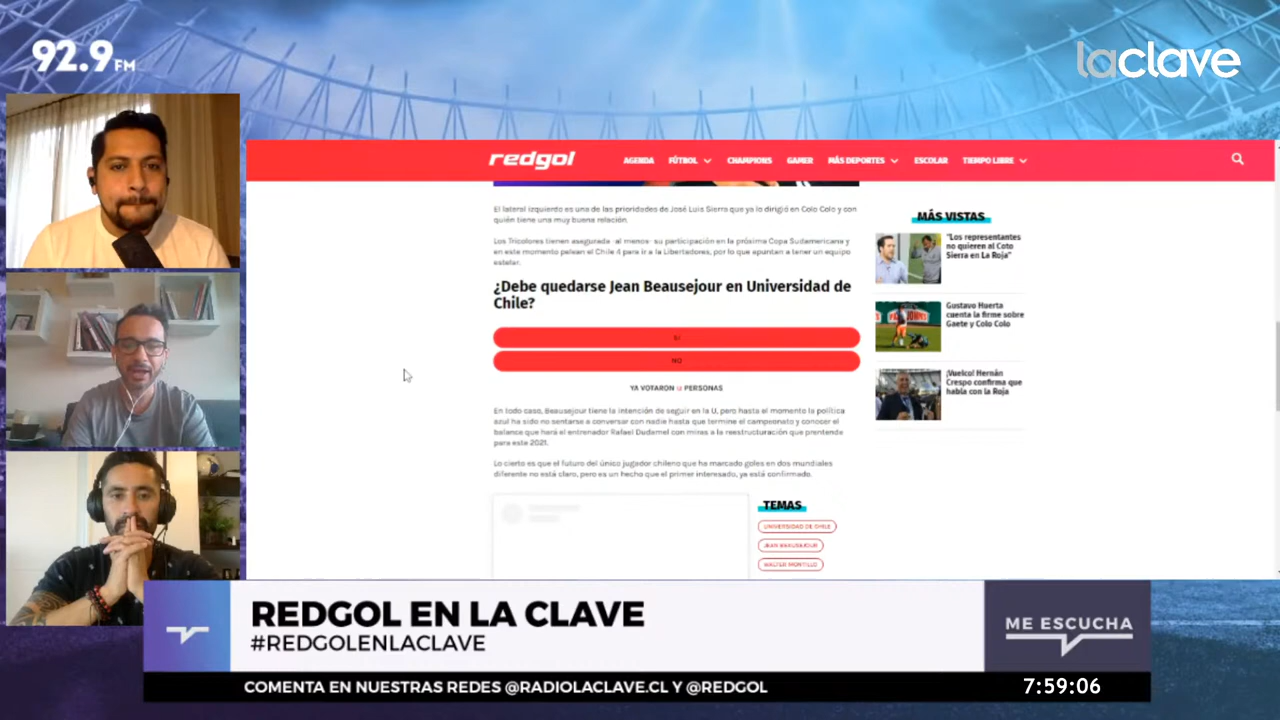 92.9 FM
laclave
redgol
AGENDA FÚTBOL CHAMPIONS GAMER MÁS DEPORTES ESCOLAR TIEMPO LIBRE
El lateral izquierdo es una de las prioridades de José Luis Sierra que ya lo dirigió en Colo Colo y con
quién tiene una muy buena relación.
Los Tricolores tienen asegurada -al menos- su participación en la próxima Copa Sudamericana y
en este momento pelean el Chile 4 para ir a la Libertadores, por lo que apuntan a tener un equipo
estelar.
¿Debe quedarse Jean Beausejour en Universidad de
Chile?
SI
NO
YA VOTARON PERSONAS
En todo caso, Beausejour tiene la intención de seguir en la U, pero hasta el momento la política
azul ha sido no sentarse a conversar con nadie hasta que termine el campeonato y conocer el
balance que hará el entrenador Rafael Dudamel con miras a la reestructuración que pretende
para este 2021.
Lo cierto es que el futuro del único jugador chileno que ha marcado goles en dos mundiales
diferente no está claro, pero es un hecho que el primer interesado, ya está confirmado.
MÁS VISTAS
"Los representantes
no quieren al Coto
Sierra en La Roja"
Gustavo Huerta
cuenta la firme sobre
Gaete y Colo Colo
¡Vuelco! Hernán
Crespo confirma que
habla con la Roja
TEMAS
UNIVERSIDAD DE CHILE
JEAN BEAUSEJOUR
WALTER MONTILLO
REDGOL EN LA CLAVE
#REDGOLENLACLAVE
ME ESCUCHA
COMENTA EN NUESTRAS REDES @RADIOLACLAVE.CL Y @REDGOL
7:59:06